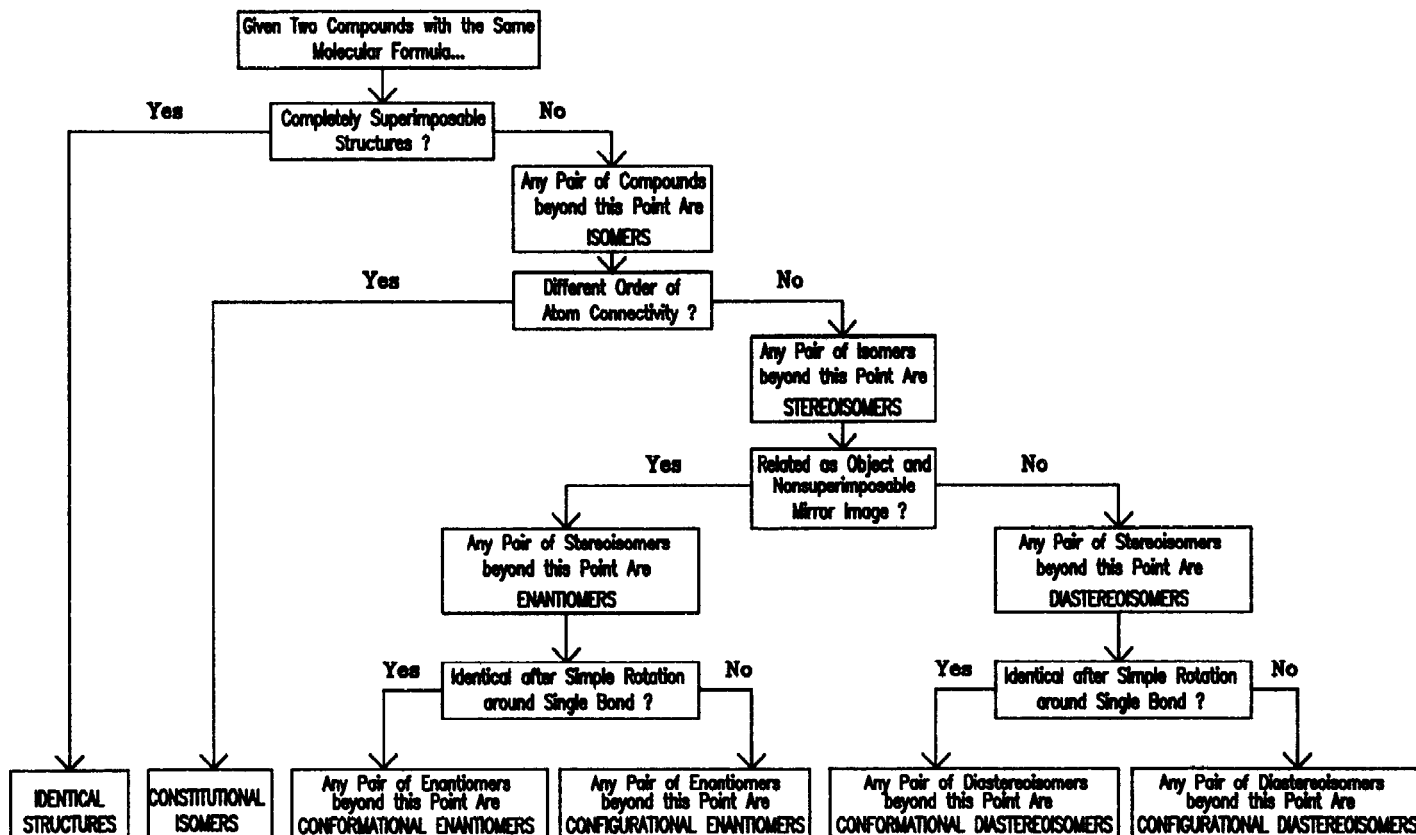 Given Two Compounds with the Same
Molecular Formula...
Yes
No
Completely Superimposable
Structures ?
Any Pair of Compounds
beyond this Point Are
ISOMERS
Yes
No
Different Order of
Atom Connectivity ?
Any Pair of Isomers
beyond this Point Are
STEREOISOMERS
Yes
No
Related as Object and
Nonsuperimposable
Mirror Image ?
Any Pair of Stereoisomers
beyond this Point Are
ENANTIOMERS
Any Pair of Stereoisomers
beyond this Point Are
DIASTEREOISOMERS
Yes
No
Identical after Simple Rotation
around Single Bond ?
Yes
No
Identical after Simple Rotation
around Single Bond ?
IDENTICAL
STRUCTURES
CONSTITUTIONAL
ISOMERS
Any Pair of Enantiomers
beyond this Point Are
CONFORMATIONAL ENANTIOMERS
Any Pair of Enantiomers
beyond this Point Are
CONFIGURATIONAL ENANTIOMERS
Any Pair of Diastereoisomers
beyond this Point Are
CONFORMATIONAL DIASTEREOISOMERS
Any Pair of Diastereoisomers
beyond this Point Are
CONFIGURATIONAL DIASTEREOISOMERS